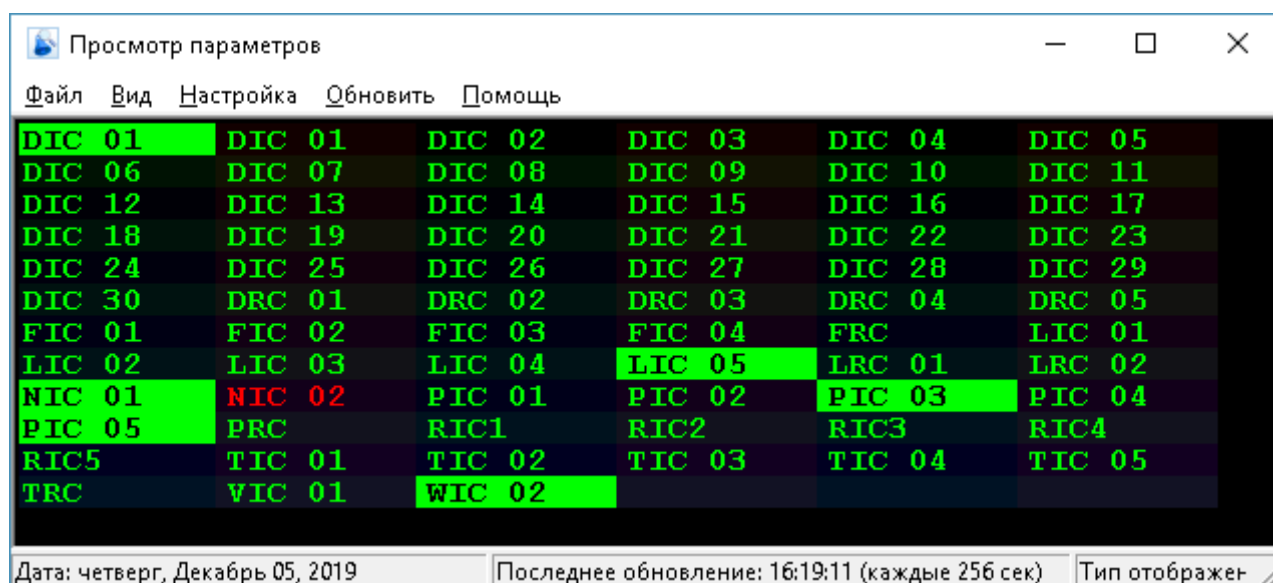 Просмотр параметров
Файл Вид Настройка Обновить Помощь
DIC 01 DIC 01 DIC 02 DIC 03 DIC 04 DIC 05
DIC 06 DIC 07 DIC 08 DIC 09 DIC 10 DIC 11
DIC 12 DIC 13 DIC 14 DIC 15 DIC 16 DIC 17
DIC 18 DIC 19 DIC 20 DIC 21 DIC 22 DIC 23
DIC 24 DIC 25 DIC 26 DIC 27 DIC 28 DIC 29
DIC 30 DRC 01 DRC 02 DRC 03 DRC 04 DRC 05
FIC 01 FIC 02 FIC 03 FIC 04 FRC LIC 01
LIC 02 LIC 03 LIC 04 LIC 05 LRC 01 LRC 02
NIC 01 NIC 02 PIC 01 PIC 02 PIC 03 PIC 04
PIC 05 PRC RIC1 RIC2 RIC3 RIC4
RIC5 TIC 01 TIC 02 TIC 03 TIC 04 TIC 05
TRC VIC 01 WIC 02
Дата: четверг, Декабрь 05, 2019 Последнее обновление: 16:19:11 (каждые 256 сек) Тип отображен